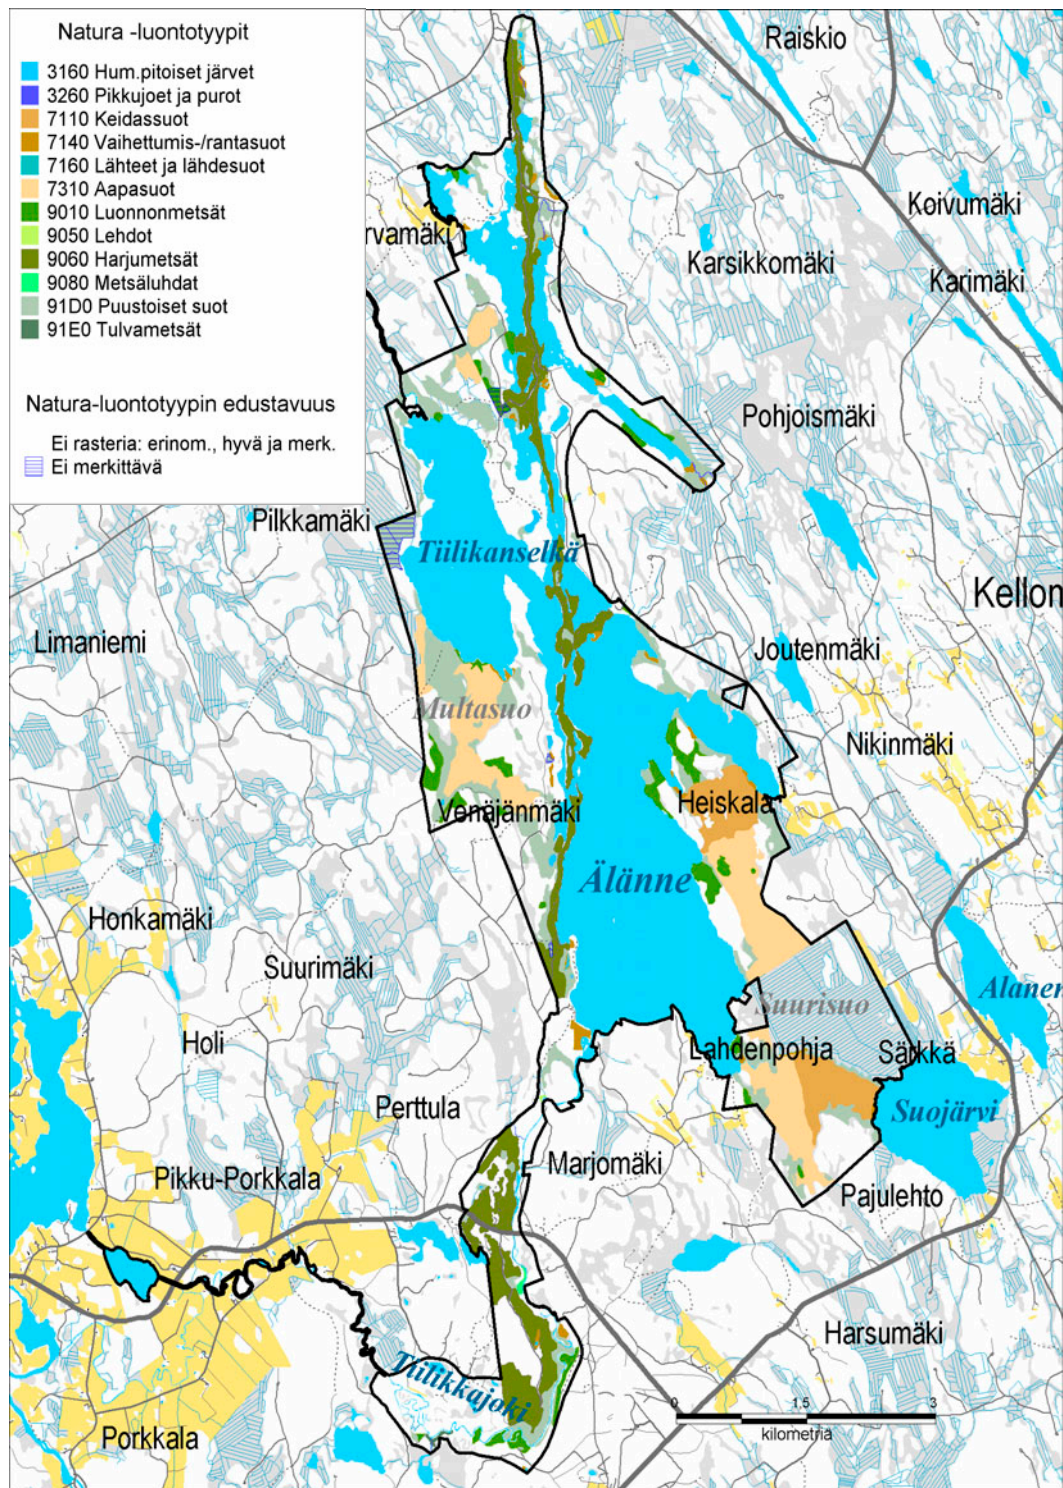 Natura -luontotyypit
3160 Hum.pitoiset järvet
3260 Pikkujoet ja purot
7110 Keidassuot
7140 Vaihettumis-/rantasuot
7160 Lähteet ja lähdesuot
7310 Aapasuot
9010 Luonnonmetsät
9050 Lehdot
9060 Harjumetsät
9080 Metsäluhdat
91D0 Puustoiset suot
91E0 Tulvametsät
Natura-luontotyypin edustavuus
Ei rasteria: erinom., hyvä ja merk.
Ei merkittävä
Raiskio
Koivumäki
rvamäki
Karsikkomäki
Karimäki
Pohjoismäki
Pilkkamäki
Tiilikanselkä
Kellon
Limaniemi
Joutenmäki
Multasuo
Nikinmäki
Venäjänmäki
Heiskala
Älänne
Honkamäki
Suurimäki
Alanen
Suurisuo
Holi
Lahdenpohja
Särkkä
Perttula
Suojärvi
Pikku-Porkkala
Marjomäki
Pajulehto
Harsumäki
Tiilikkajoki
0 1.5 3
kilometriä
Porkkala